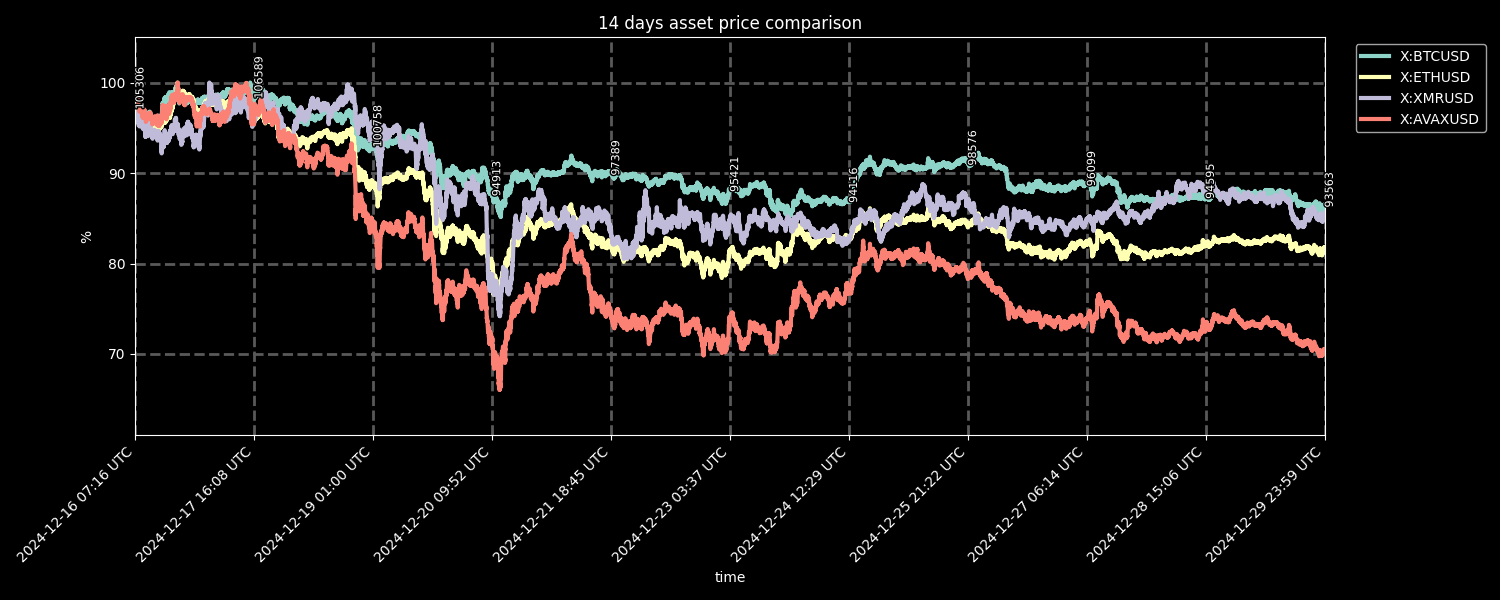 14 days asset price comparison
X:BTCUSD
X:ETHUSD
X:XMRUSD
X:AVAXUSD
100
90
80
70
%
105306
106589
100758
94913
97389
95421
94116
98576
96099
94595
93563
2024-12-16 07:16 UTC
2024-12-17 16:08 UTC
2024-12-19 01:00 UTC
2024-12-20 09:52 UTC
2024-12-21 18:45 UTC
2024-12-23 03:37 UTC
2024-12-24 12:29 UTC
2024-12-25 21:22 UTC
2024-12-27 06:14 UTC
2024-12-28 15:06 UTC
2024-12-29 23:59 UTC
time